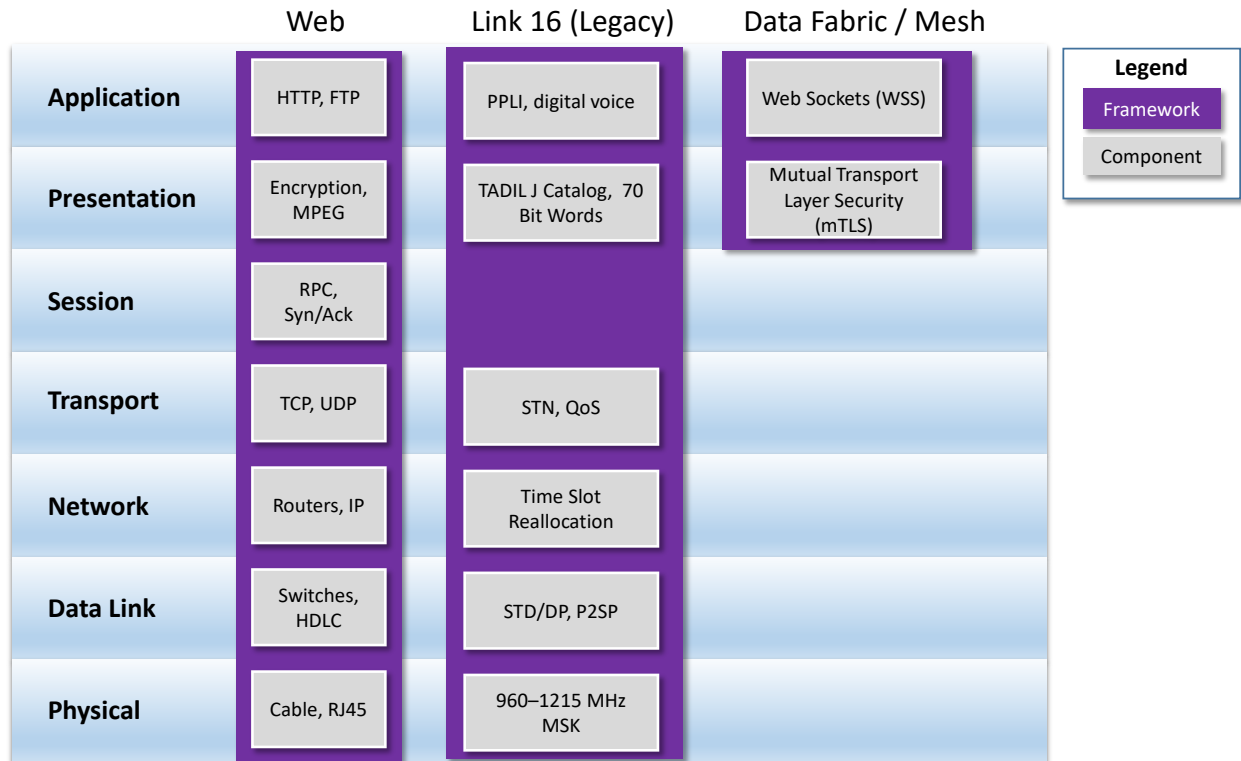 Web
Link 16 (Legacy)
Data Fabric / Mesh
Legend
Framework
Component
Application
HTTP, FTP
PPLI, digital voice
Web Sockets (WSS)
Presentation
Encryption,
MPEG
TADIL J Catalog, 70
Bit Words
Mutual Transport
Layer Security
(mTLS)
Session
RPC,
Syn/Ack
Transport
TCP, UDP
STN, QoS
Network
Routers, IP
Time Slot
Reallocation
Data Link
Switches,
HDLC
STD/DP, P2SP
Physical
Cable, RJ45
960–1215 MHz
MSK